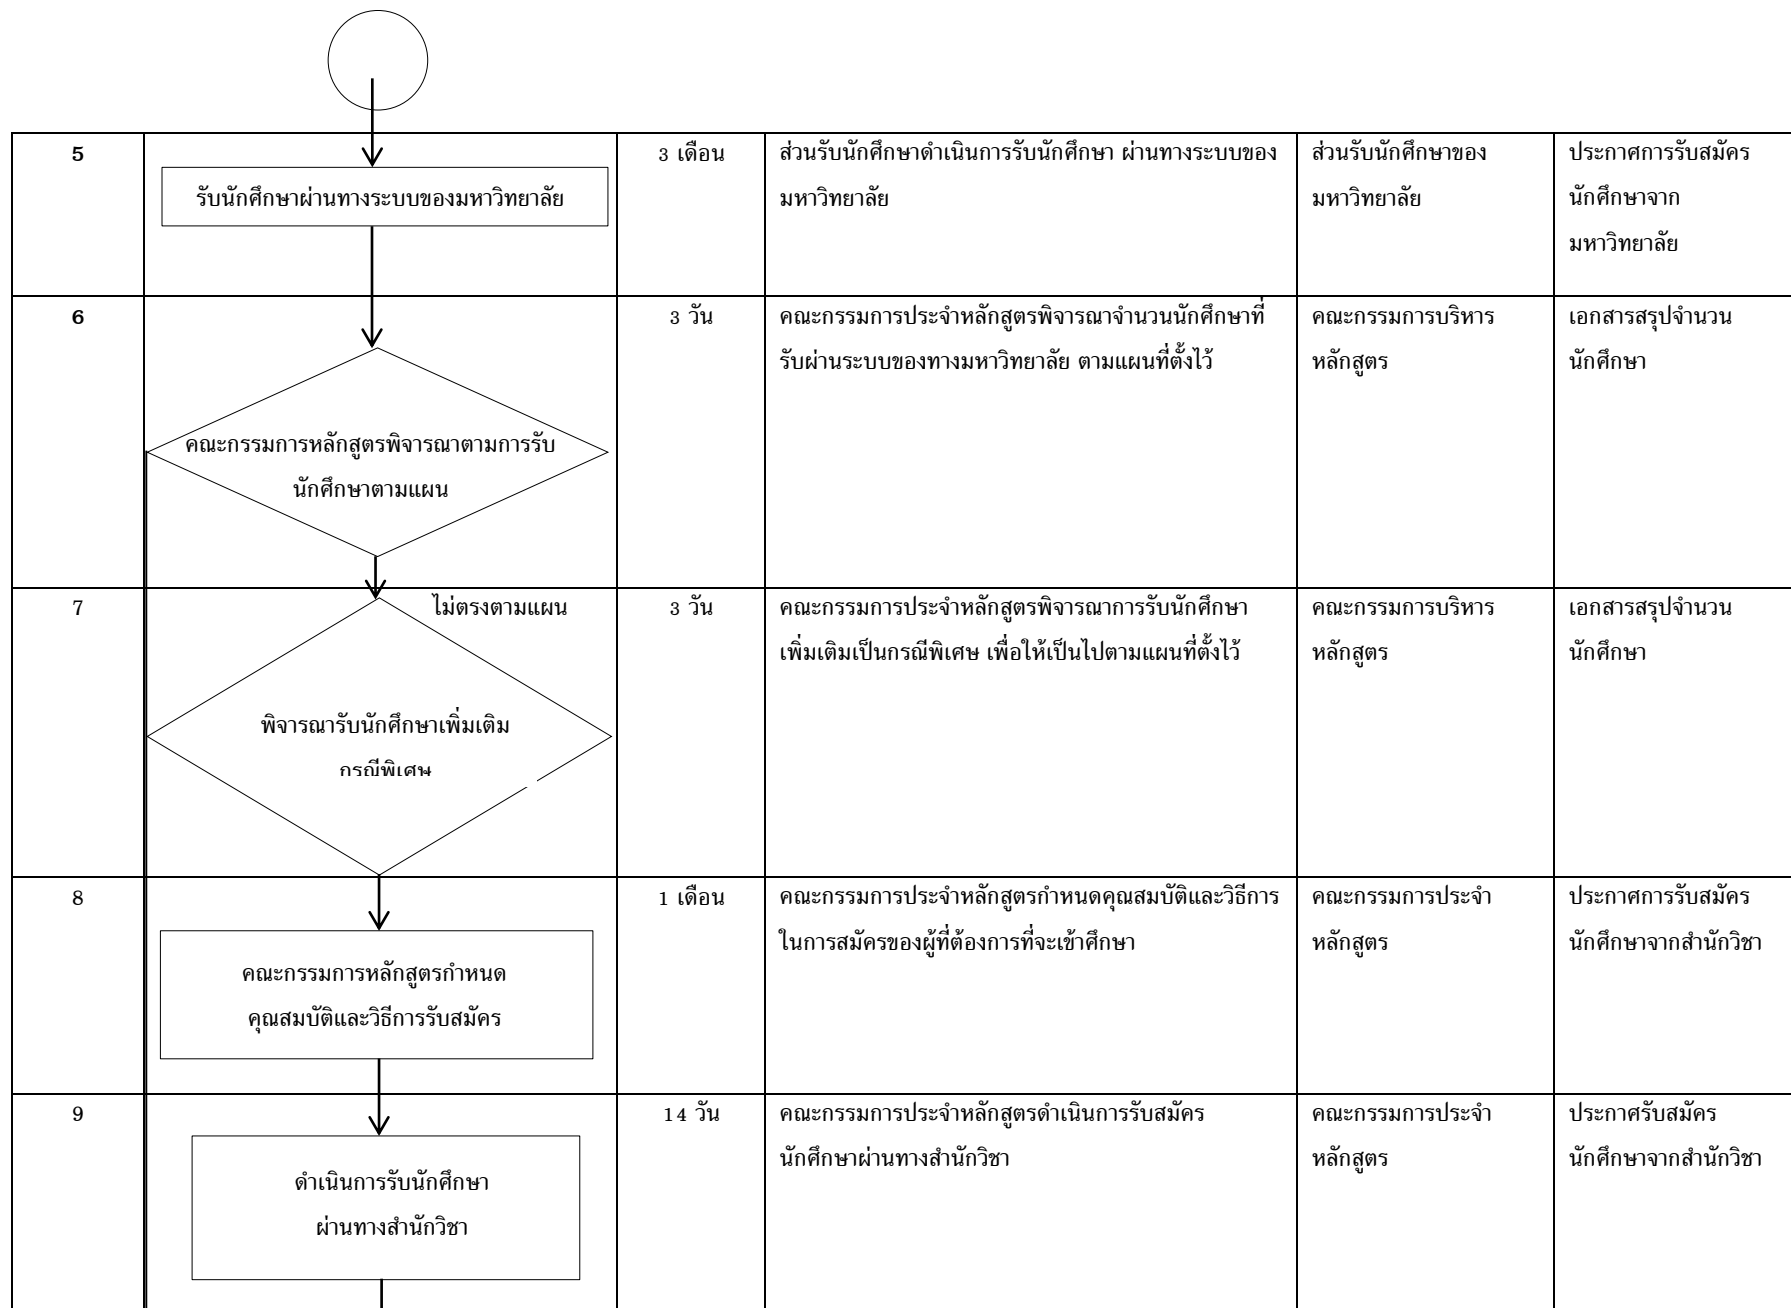 5
รับนักศึกษาผ่านทางระบบของมหาวิทยาลัย
3 เดือน
ส่วนรับนักศึกษาดำเนินการรับนักศึกษา ผ่านทางระบบของ
มหาวิทยาลัย
ส่วนรับนักศึกษาของ
มหาวิทยาลัย
ประกาศการรับสมัคร
นักศึกษาจาก
มหาวิทยาลัย
6
คณะกรรมการหลักสูตรพิจารณาตามการรับ
นักศึกษาตามแผน
3 วัน
คณะกรรมการประจำหลักสูตรพิจารณาจำนวนนักศึกษาที่
รับผ่านระบบของทางมหาวิทยาลัย ตามแผนที่ตั้งไว้
คณะกรรมการบริหาร
หลักสูตร
เอกสารสรุปจำนวน
นักศึกษา
7
ไม่ตรงตามแผน
พิจารณารับนักศึกษาเพิ่มเติม
กรณีพิเศษ
3 วัน
คณะกรรมการประจำหลักสูตรพิจารณาการรับนักศึกษา
เพิ่มเติมเป็นกรณีพิเศษ เพื่อให้เป็นไปตามแผนที่ตั้งไว้
คณะกรรมการบริหาร
หลักสูตร
เอกสารสรุปจำนวน
นักศึกษา
8
คณะกรรมการหลักสูตรกำหนด
คุณสมบัติและวิธีการรับสมัคร
1 เดือน
คณะกรรมการประจำหลักสูตรกำหนดคุณสมบัติและวิธีการ
ในการสมัครของผู้ที่ต้องการที่จะเข้าศึกษา
คณะกรรมการประจำ
หลักสูตร
ประกาศการรับสมัคร
นักศึกษาจากสำนักวิชา
9
ดำเนินการรับนักศึกษา
ผ่านทางสำนักวิชา
14 วัน
คณะกรรมการประจำหลักสูตรดำเนินการรับสมัคร
นักศึกษาผ่านทางสำนักวิชา
คณะกรรมการประจำ
หลักสูตร
ประกาศรับสมัคร
นักศึกษาจากสำนักวิชา